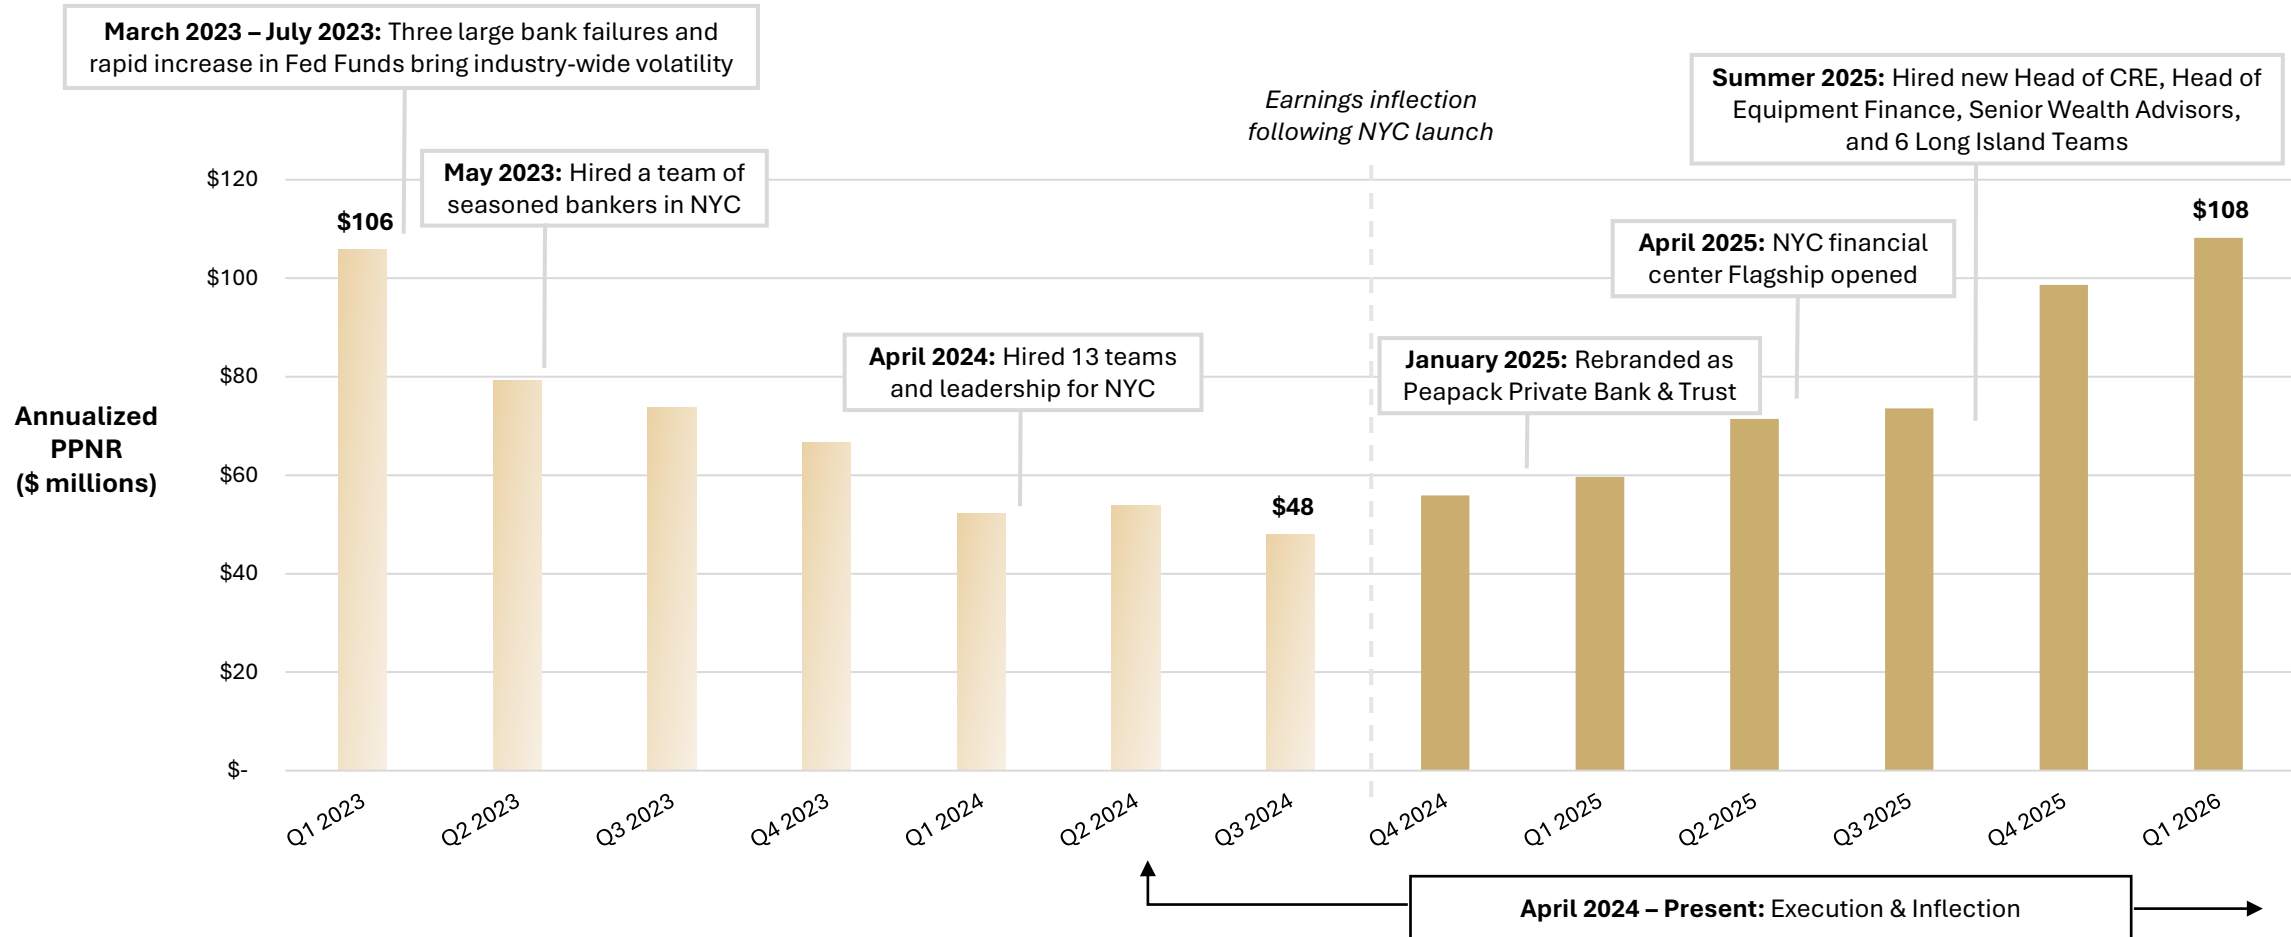 March 2023 – July 2023: Three large bank failures and
rapid increase in Fed Funds bring industry-wide volatility
May 2023: Hired a team of
seasoned bankers in NYC
April 2024: Hired 13 teams
and leadership for NYC
Earnings inflection
following NYC launch
January 2025: Rebranded as
Peapack Private Bank & Trust
April 2025: NYC financial
center Flagship opened
Summer 2025: Hired new Head of CRE, Head of
Equipment Finance, Senior Wealth Advisors,
and 6 Long Island Teams
Annualized
PPNR
($ millions)
$120
$100
$80
$60
$40
$20
$-
$106
$48
$108
Q1 2023
Q2 2023
Q3 2023
Q4 2023
Q1 2024
Q2 2024
Q3 2024
Q4 2024
Q1 2025
Q2 2025
Q3 2025
Q4 2025
Q1 2026
April 2024 – Present: Execution & Inflection